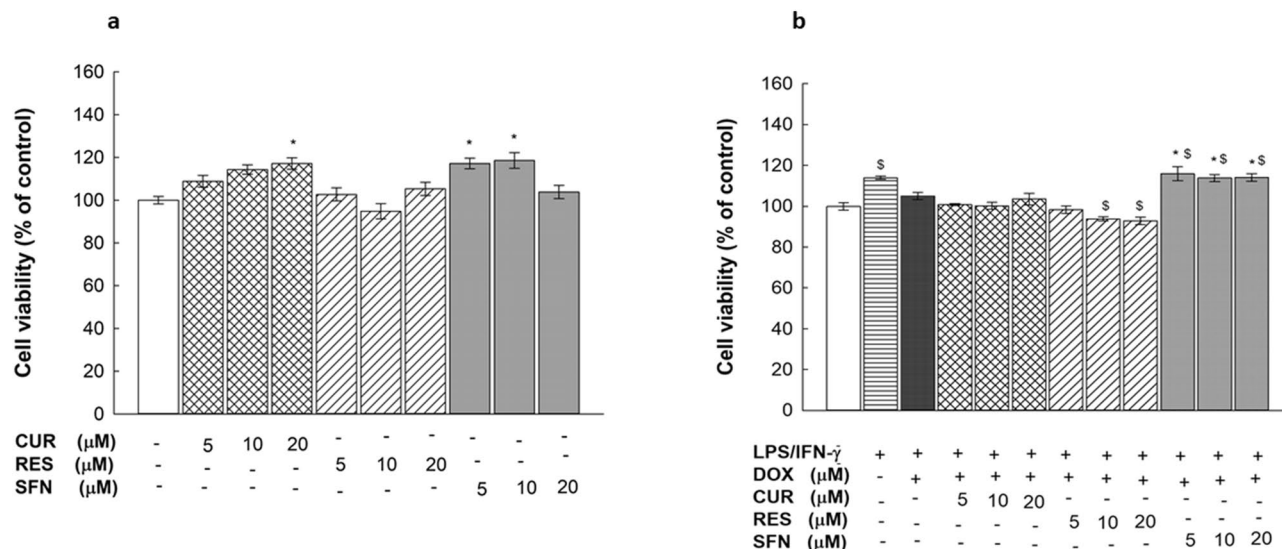 a
Cell viability (% of control)
160
140
120
100
80
60
40
20
0
* * *
CUR (μM) - 5 10 20 - - - - - -
RES (μM) - - - - 5 10 20 - - -
SFN (μM) - - - - - - - 5 10 20
b
Cell viability (% of control)
160
140
120
100
80
60
40
20
0
$ $ $ * $ * $ * $
LPS/IFN-γ + + + + + + + + + + +
DOX (μM) - + + + + + + + + + +
CUR (μM) - - 5 10 20 - - - - - -
RES (μM) - - - - - 5 10 20 - - -
SFN (μM) - - - - - - - - 5 10 20